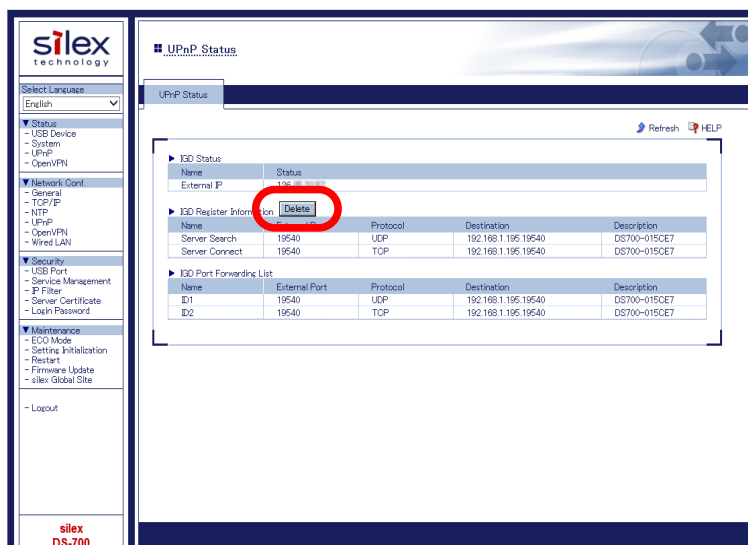 silex
technology
Select Language
English
▼ Status
- USB Device
- System
- UPnP
- OpenVPN
▼ Network Conf.
- General
- TCP/IP
- NTP
- UPnP
- OpenVPN
- Wired LAN
▼ Security
- USB Port
- Service Management
- IP Filter
- Server Certificate
- Login Password
▼ Maintenance
- ECO Mode
- Setting Initialization
- Restart
- Firmware Update
- silex Global Site
- Logout
silex
DS-700
UPnP Status
UPnP Status
Refresh HELP
IGD Status
Name Status
External IP 126
IGD Register Information Delete
Name Protocol Destination Description
Server Search 19540 UDP 192.168.1.195.19540 DS700-015CE7
Server Connect 19540 TCP 192.168.1.195.19540 DS700-015CE7
IGD Port Forwarding List
Name External Port Protocol Destination Description
ID1 19540 UDP 192.168.1.195.19540 DS700-015CE7
ID2 19540 TCP 192.168.1.195.19540 DS700-015CE7